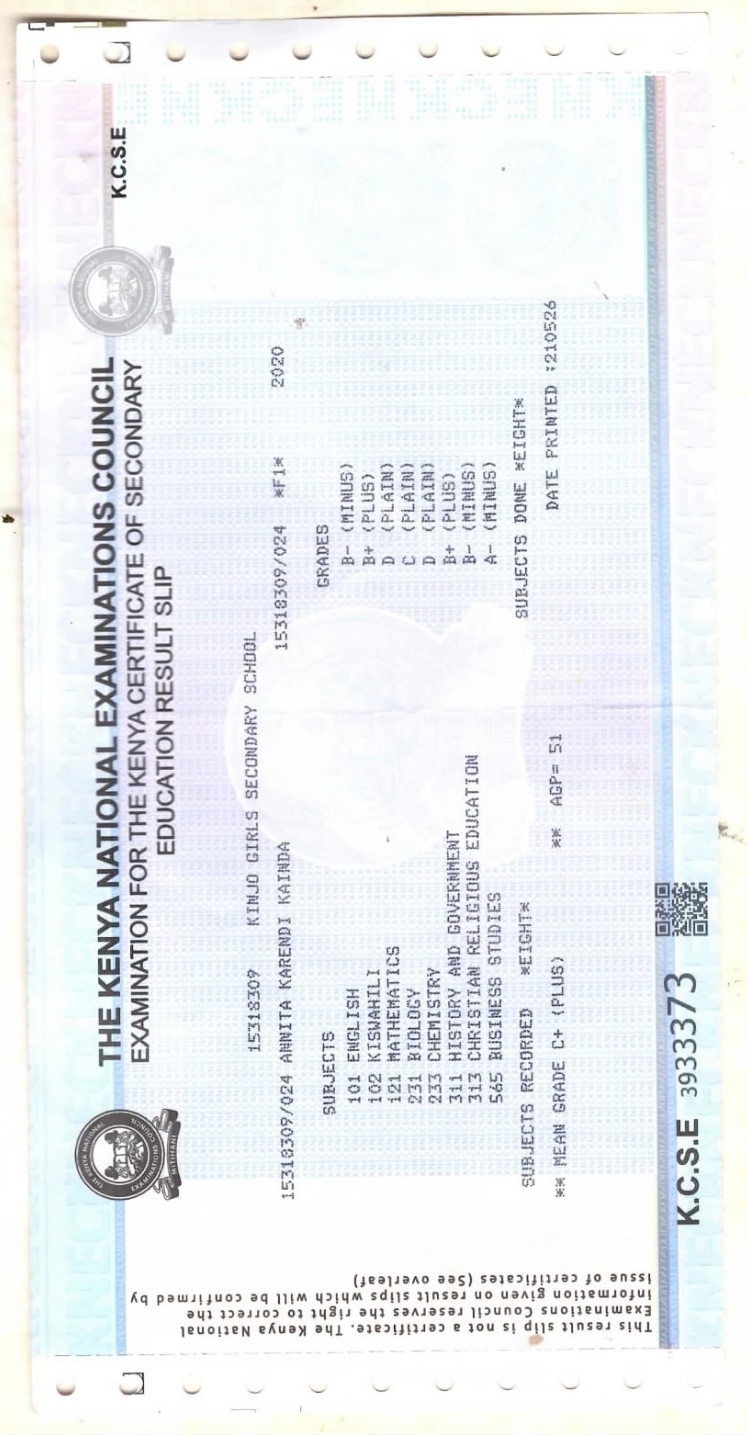 THE KENYA NATIONAL EXAMINATIONS COUNCIL
EXAMINATION FOR THE KENYA CERTIFICATE OF SECONDARY
EDUCATION RESULT SLIP
K.C.S.E
15318309 KINJO GIRLS SECONDARY SCHOOL
15318309/024 ANNITA KARENDI KAINDA 15318309/024 *F1* 2020
SUBJECTS GRADES
101 ENGLISH B- (MINUS)
102 KISWAHILI B+ (PLUS)
121 MATHEMATICS D (PLAIN)
231 BIOLOGY C (PLAIN)
233 CHEMISTRY D (PLAIN)
311 HISTORY AND GOVERNMENT B+ (PLUS)
313 CHRISTIAN RELIGIOUS EDUCATION B- (MINUS)
565 BUSINESS STUDIES A- (MINUS)
SUBJECTS RECORDED *EIGHT* SUBJECTS DONE *EIGHT*
** MEAN GRADE C+ (PLUS) ** AGP= 51 DATE PRINTED :210526
K.C.S.E 3933373
This result slip is not a certificate. The Kenya National
Examinations Council reserves the right to correct the
information given on result slips which will be confirmed by
issue of certificates (See overleaf)